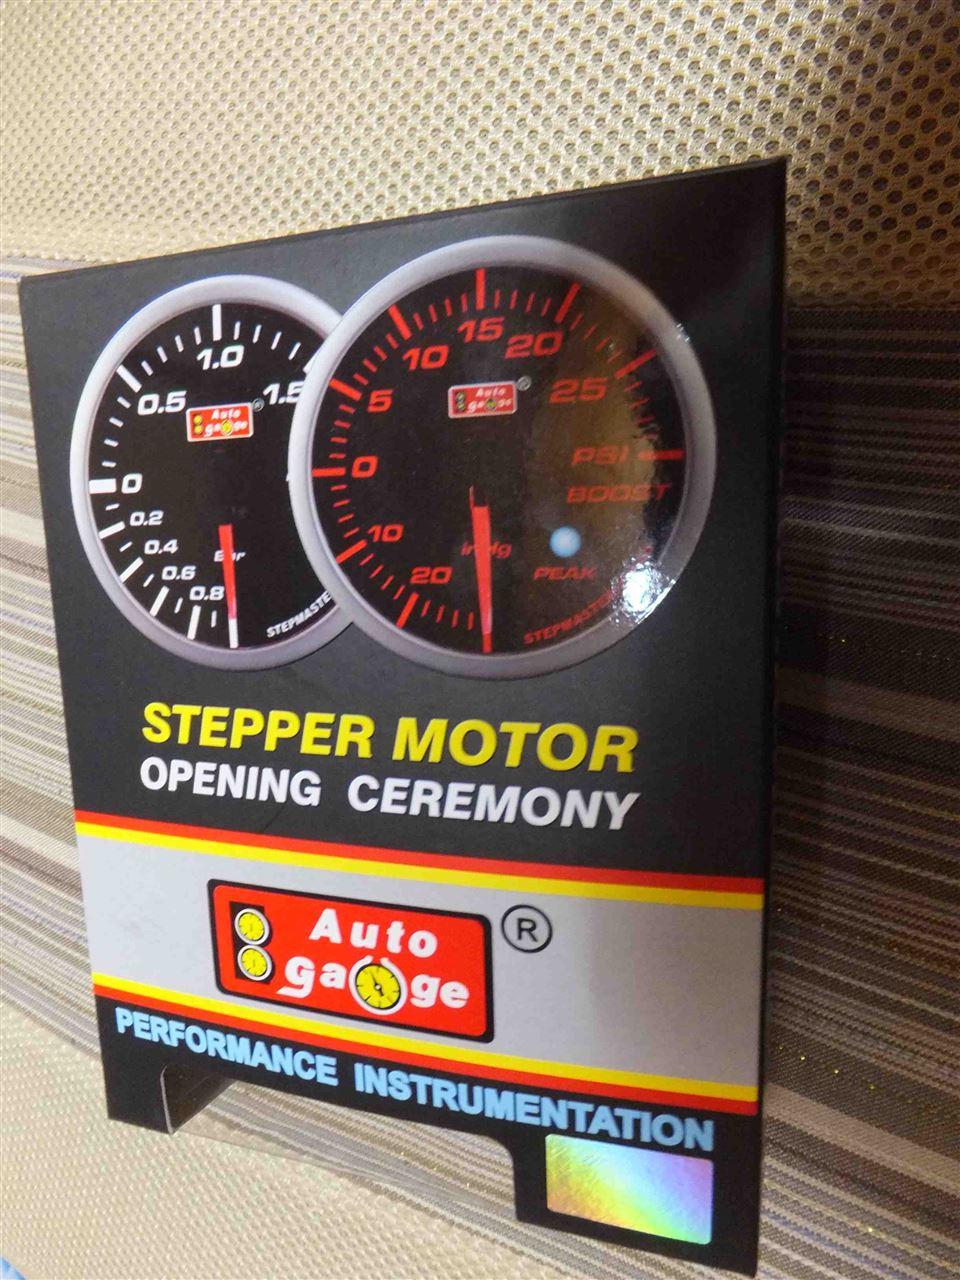 1.0
0.5
1.5
Auto
gauge
®
0
0.2
0.4
0.6
0.8
Bar
STEPMASTER
15
10
20
5
25
Auto
gauge
®
0
PSI
BOOST
10
inHg
20
PEAK
STEPMASTER
STEPPER MOTOR
OPENING CEREMONY
Auto
gauge
®
PERFORMANCE INSTRUMENTATION